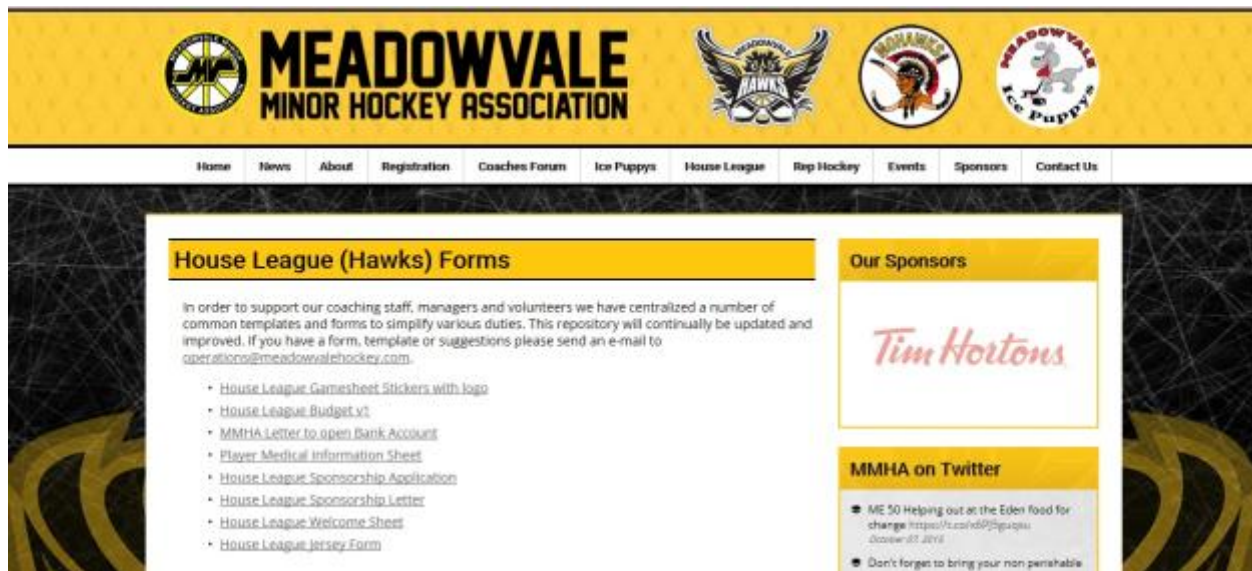 MEADOWVALE
MINOR HOCKEY ASSOCIATION
MEADOWVALE
HAWKS
MOHAWKS
MEADOWVALE
Ice Puppys
Home News About Registration Coaches Forum Ice Puppys House League Rep Hockey Events Sponsors Contact Us
House League (Hawks) Forms
In order to support our coaching staff, managers and volunteers we have centralized a number of
common templates and forms to simplify various duties. This repository will continually be updated and
improved. If you have a form, template or suggestions please send an e-mail to
operations@meadowvalehockey.com.
• House League Gamesheet Stickers with logo
• House League Budget v1
• MMHA Letter to open Bank Account
• Player Medical Information Sheet
• House League Sponsorship Application
• House League Sponsorship Letter
• House League Welcome Sheet
• House League Jersey Form
Our Sponsors
Tim Hortons
MMHA on Twitter
ME 50 Helping out at the Eden food for
change
Don't forget to bring your non perishable